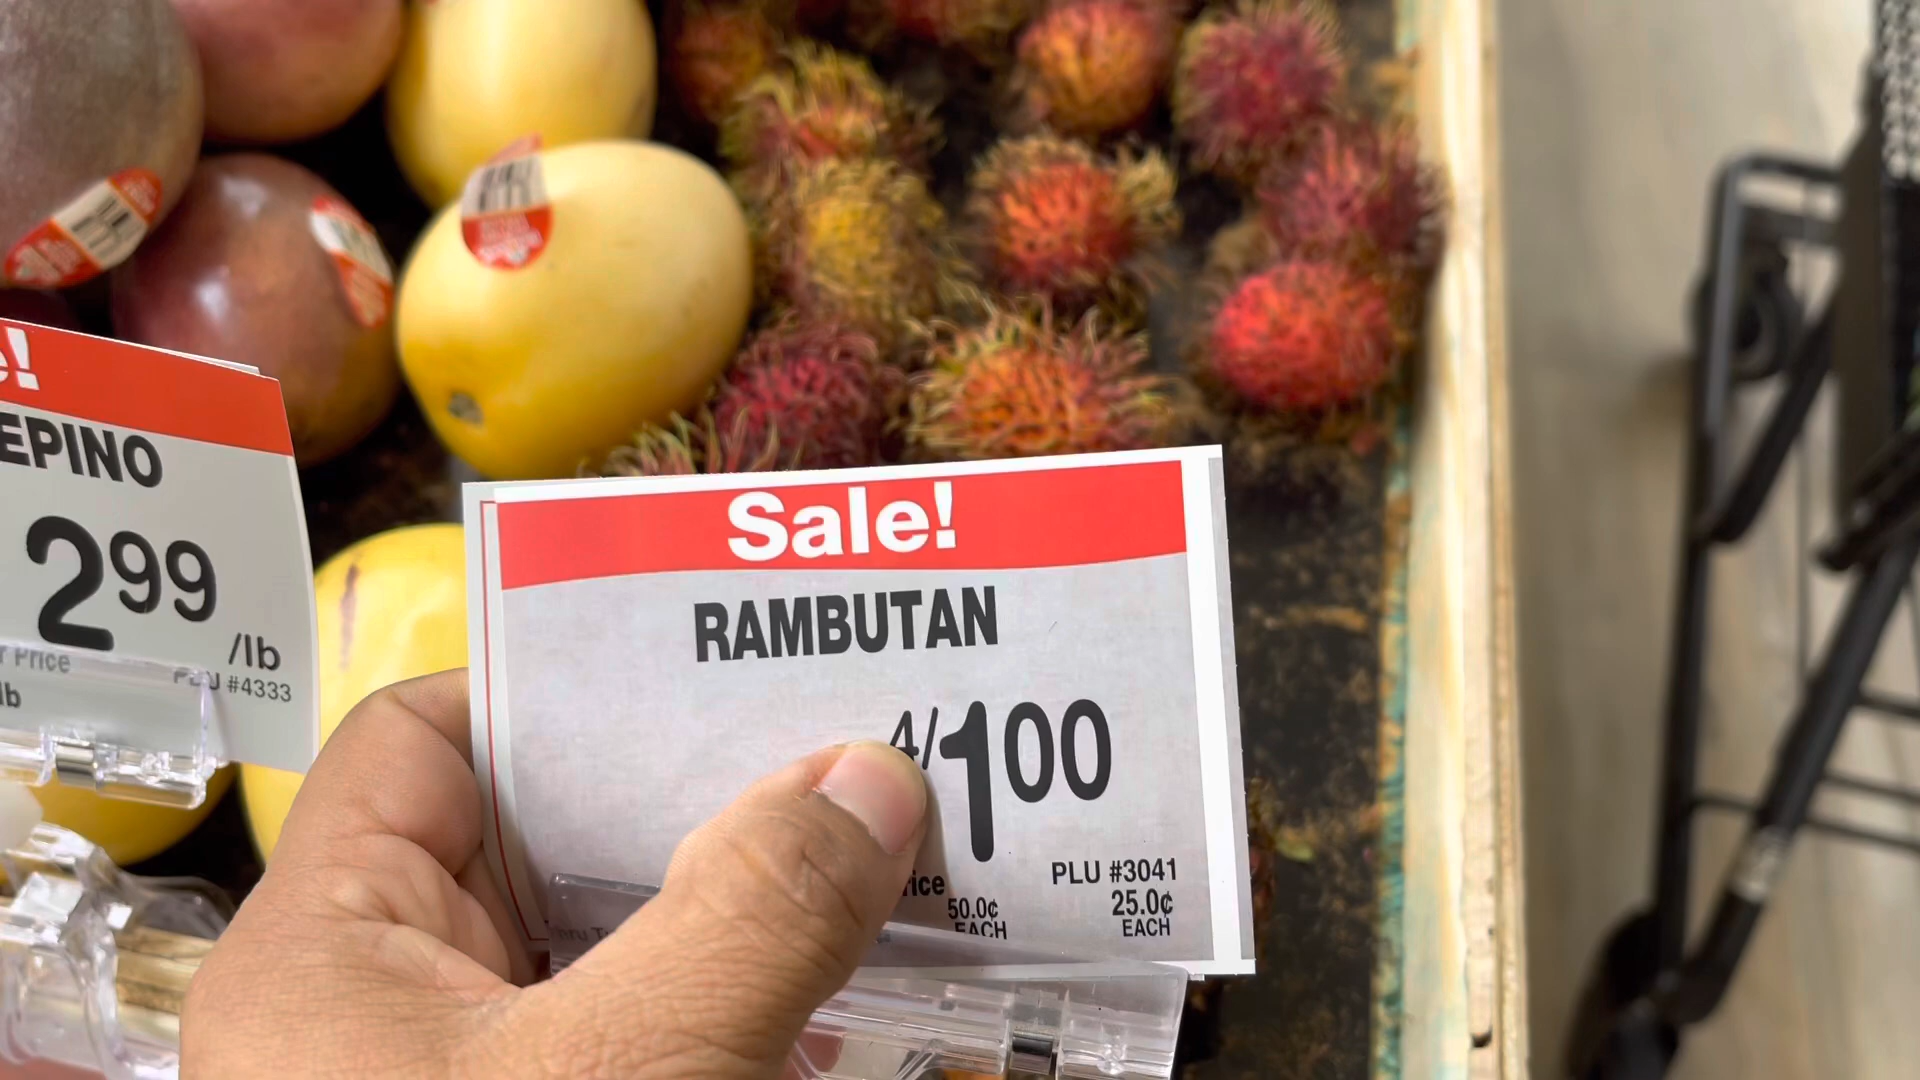 e!
EPINO
2 99
/lb
r Price
PLU #4333
lb
Sale!
RAMBUTAN
4/1 00
PLU #3041
rice
50.0¢
25.0¢
EACH
EACH